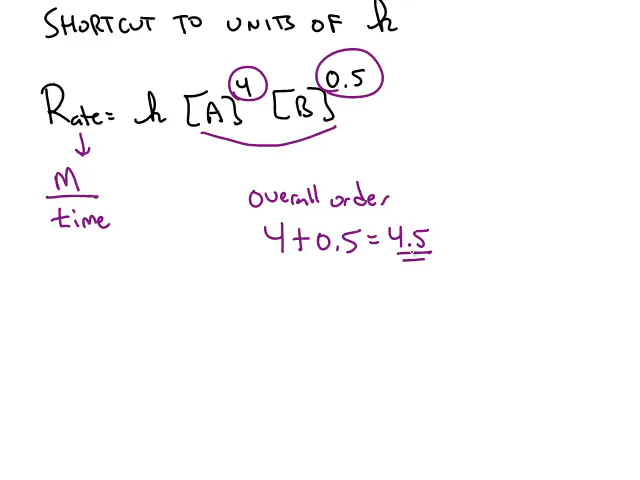 SHORTCUT TO UNITS OF k
Rate = k [A]^4 [B]^0.5
M
time
overall order
4 + 0.5 = 4.5